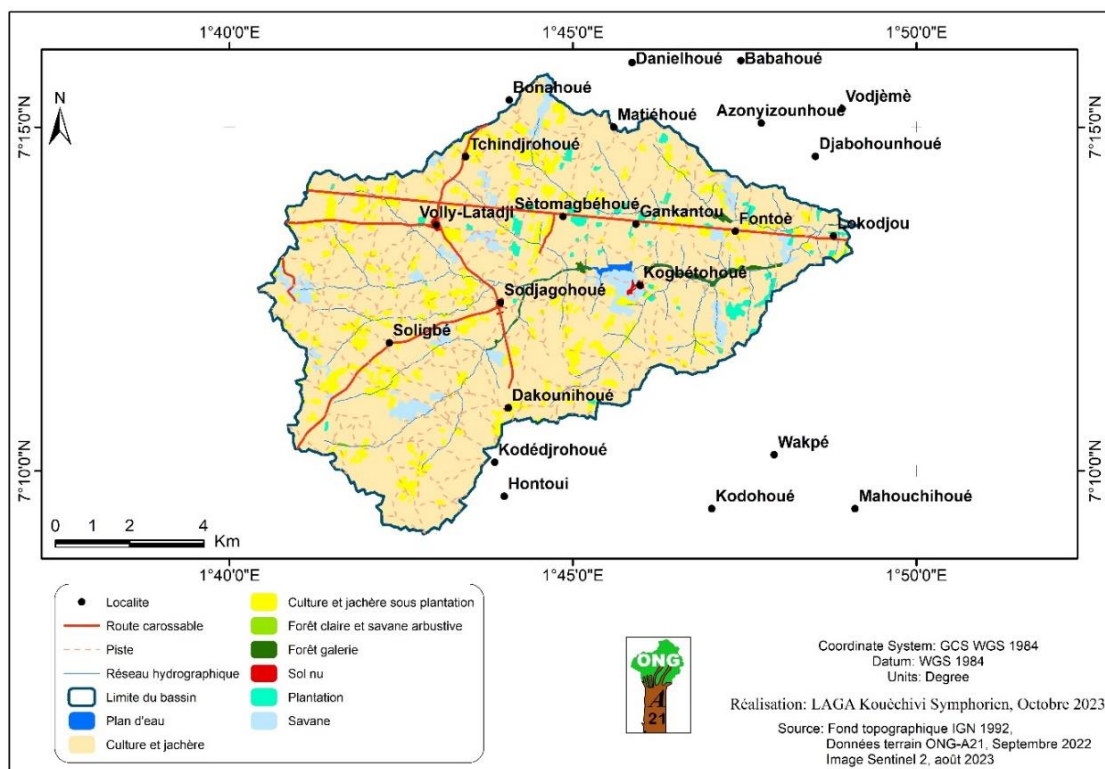 1°40'0"E
1°45'0"E
1°50'0"E
Danielhoué
Babahoué
Bonahoué
Vodjèmè
N
Matiéhoué
Azonyizounhoué
7°15'0"N
7°15'0"N
Tchindjrohoué
Djabohounhoué
Sètomagbéhoué
Volly-Latadji
Gankantou
Fontoè
Lokodjou
Kogbétohoué
Sodjagohoué
Soligbé
Dakounihoué
Kodédjrohoué
Wakpé
7°10'0"N
7°10'0"N
Hontoui
Kodohoué
Mahouchihoué
0 1 2 4
Km
1°40'0"E
1°45'0"E
1°50'0"E
Localite
Route carossable
Piste
Réseau hydrographique
Limite du bassin
Plan d'eau
Culture et jachère
Culture et jachère sous plantation
Forêt claire et savane arbustive
Forêt galerie
Sol nu
Plantation
Savane
ONG
A
21
Coordinate System: GCS WGS 1984
Datum: WGS 1984
Units: Degree
Réalisation: LAGA Kouèchivi Symphorien, Octobre 2023
Source: Fond topographique IGN 1992,
Données terrain ONG-A21, Septembre 2022
Image Sentinel 2, août 2023